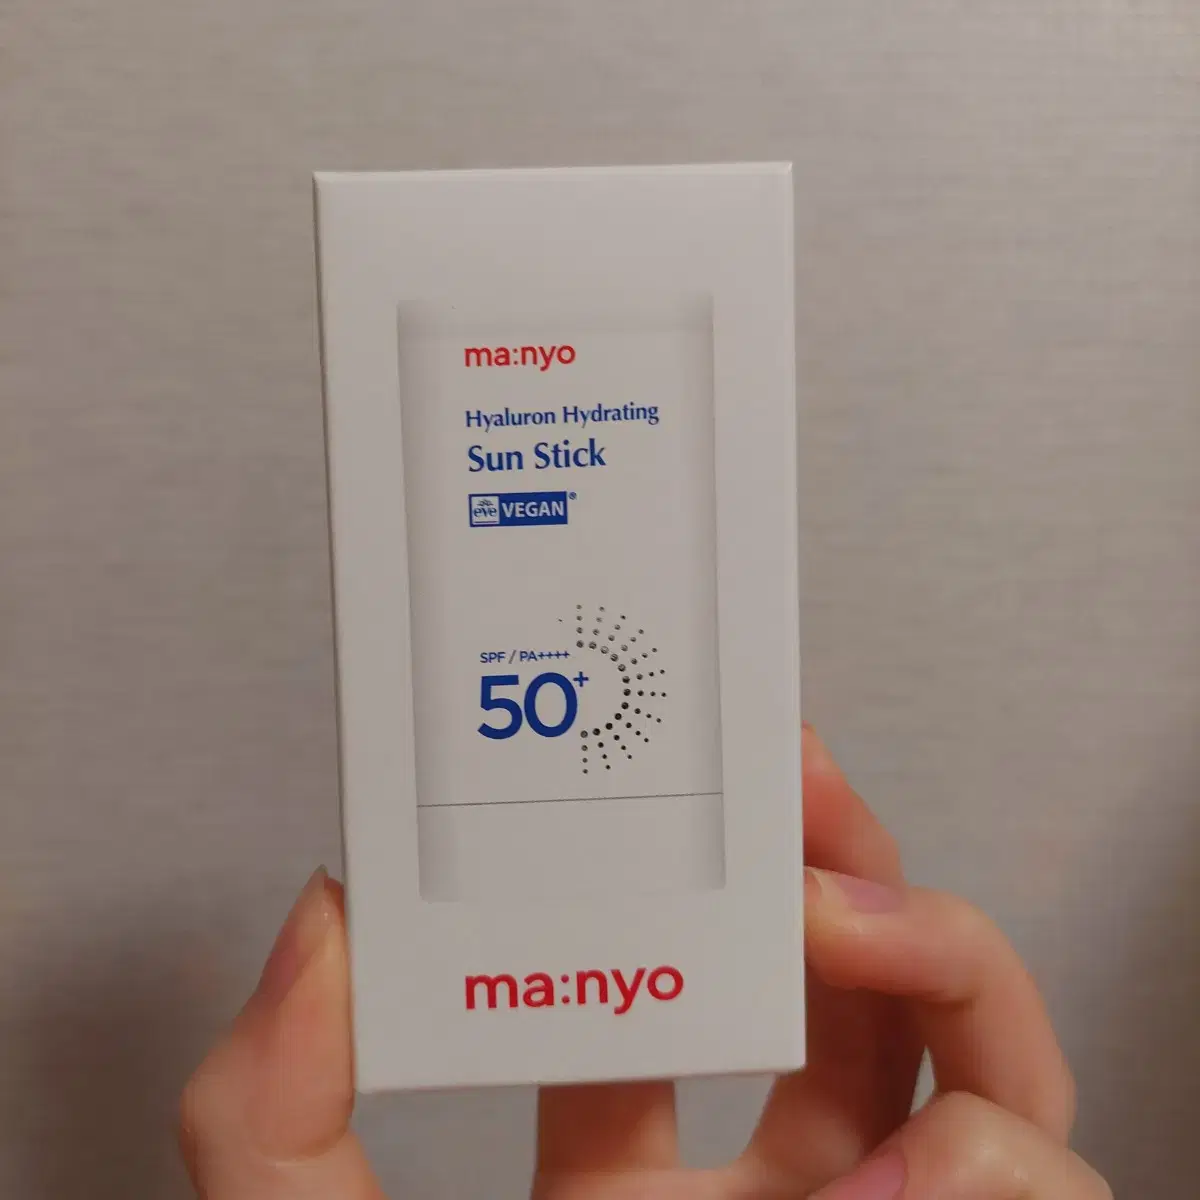 ma:nyo
Hyaluron Hydrating
Sun Stick
eve VEGAN®
SPF / PA++++
50+
ma:nyo